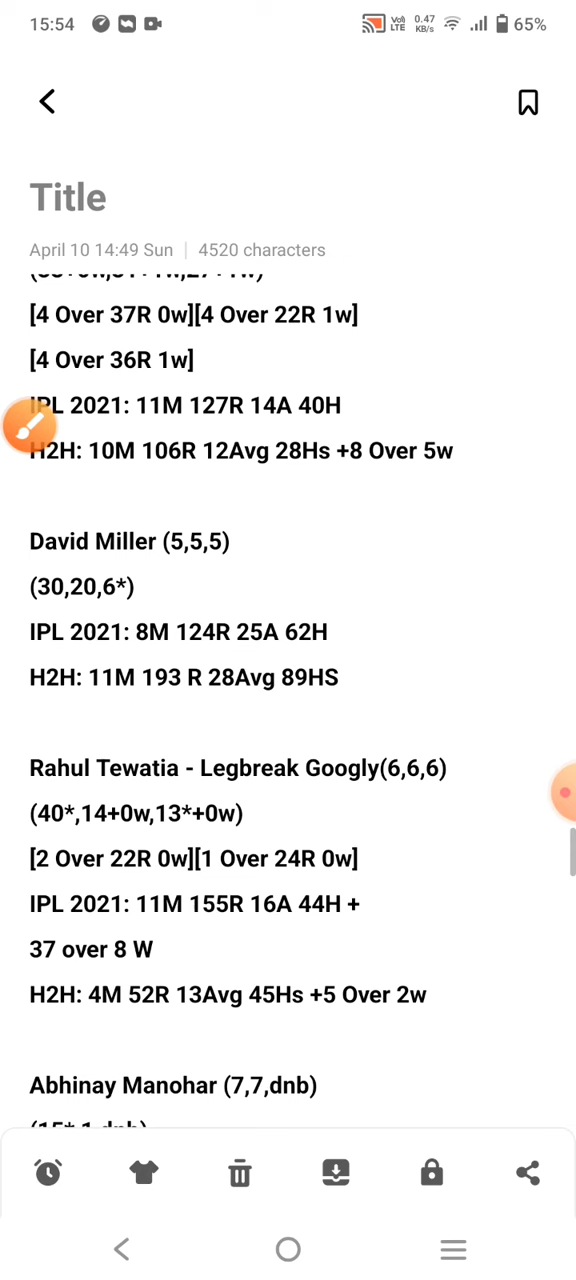 15:54 Vo) LTE 0.47 KB/s 65%
Title
April 10 14:49 Sun | 4520 characters
[4 Over 37R 0w][4 Over 22R 1w]
[4 Over 36R 1w]
IPL 2021: 11M 127R 14A 40H
H2H: 10M 106R 12Avg 28Hs +8 Over 5w
David Miller (5,5,5)
(30,20,6*)
IPL 2021: 8M 124R 25A 62H
H2H: 11M 193 R 28Avg 89HS
Rahul Tewatia - Legbreak Googly(6,6,6)
(40*,14+0w,13*+0w)
[2 Over 22R 0w][1 Over 24R 0w]
IPL 2021: 11M 155R 16A 44H +
37 over 8 W
H2H: 4M 52R 13Avg 45Hs +5 Over 2w
Abhinay Manohar (7,7,dnb)